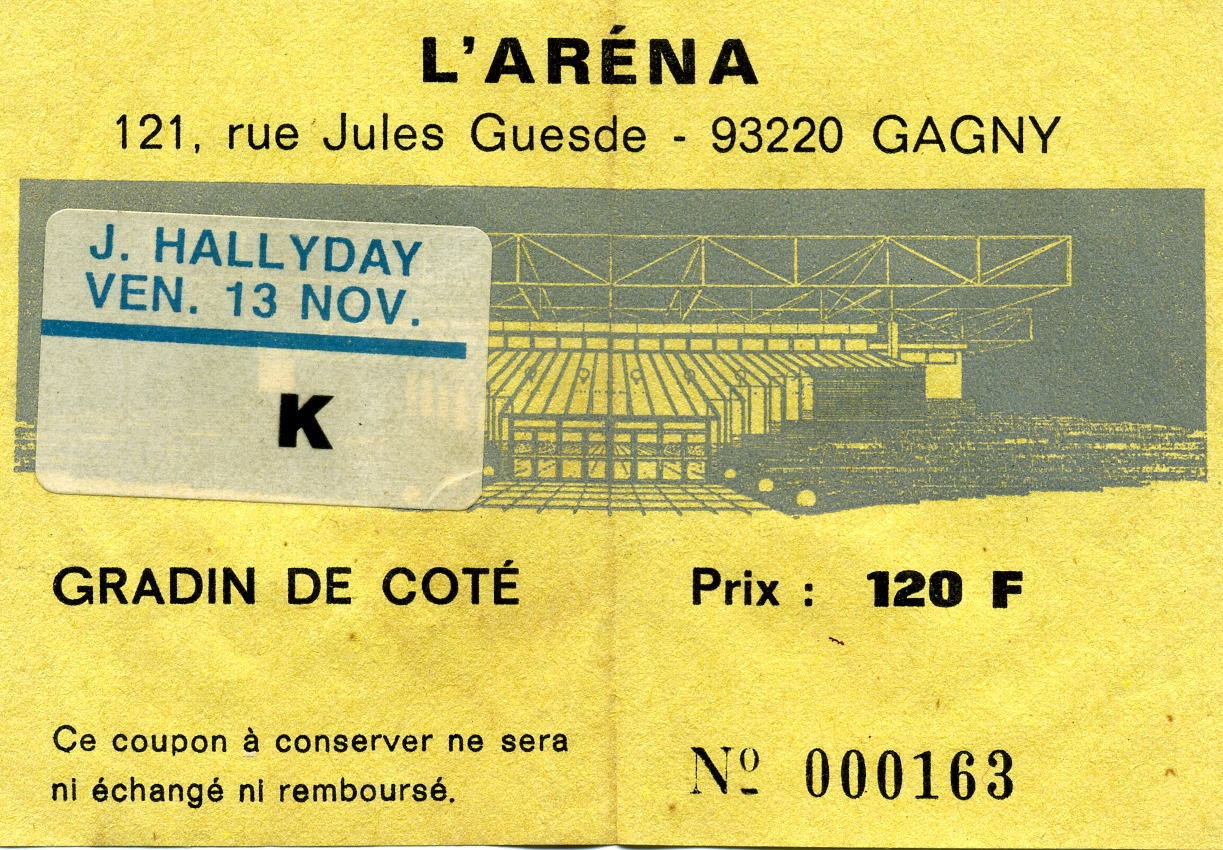 L'ARÉNA
121, rue Jules Guesde - 93220 GAGNY
J. HALLYDAY
VEN. 13 NOV.
K
GRADIN DE COTÉ
Prix : 120 F
Ce coupon à conserver ne sera
ni échangé ni remboursé.
Nº 000163